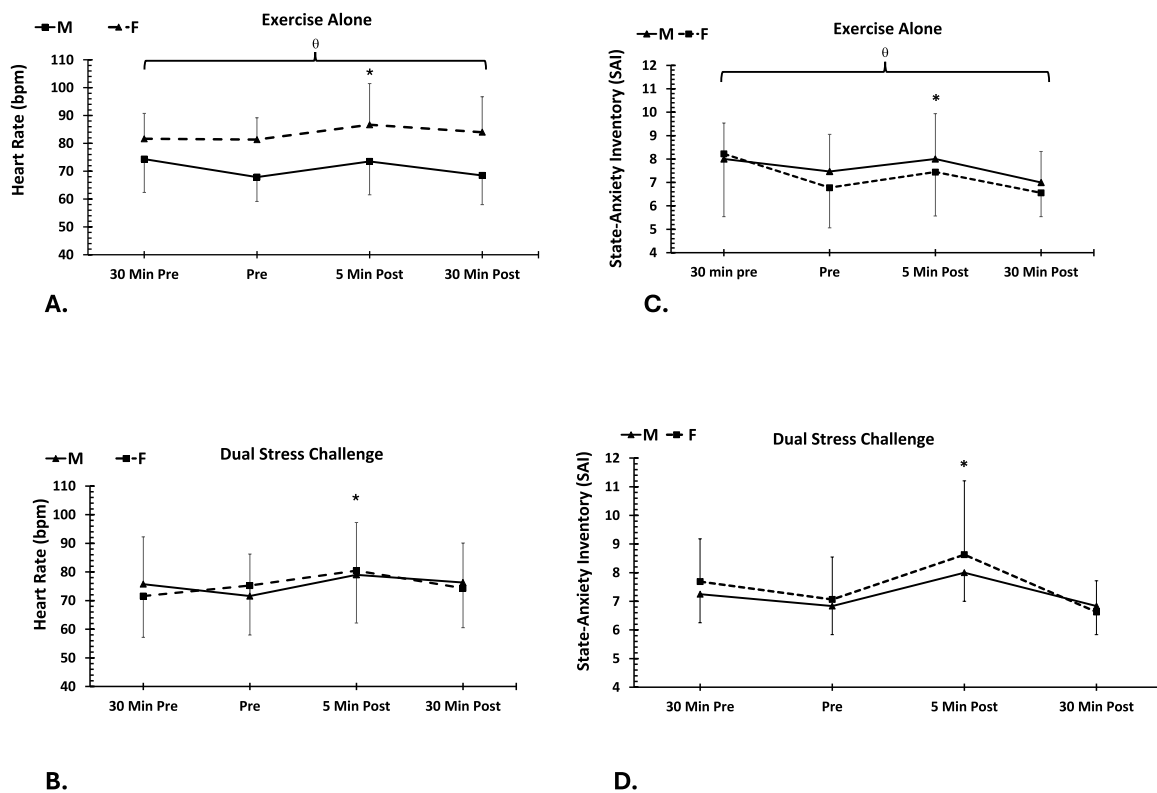 Exercise Alone
M F
θ
*
Heart Rate (bpm)
110
100
90
80
70
60
50
40
30 Min Pre Pre 5 Min Post 30 Min Post
A.
Exercise Alone
M F
θ
*
State-Anxiety Inventory (SAI)
12
11
10
9
8
7
6
5
4
30 min pre Pre 5 Min Post 30 Min Post
C.
Dual Stress Challenge
M F
*
Heart Rate (bpm)
110
100
90
80
70
60
50
40
30 Min Pre Pre 5 Min Post 30 Min Post
B.
Dual Stress Challenge
M F
*
State-Anxiety Inventory (SAI)
12
11
10
9
8
7
6
5
4
30 Min Pre Pre 5 Min Post 30 Min Post
D.